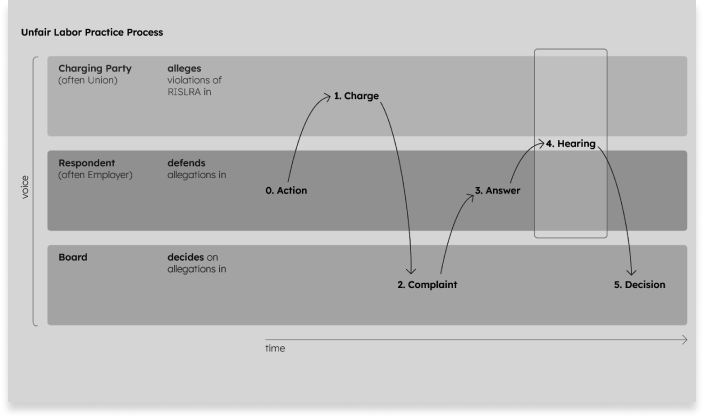 Unfair Labor Practice Process
Charging Party
(often Union)
alleges
violations of
RISLRA in
1. Charge
4. Hearing
Respondent
(often Employer)
defends
allegations in
0. Action
3. Answer
voice
Board
decides on
allegations in
2. Complaint
5. Decision
time